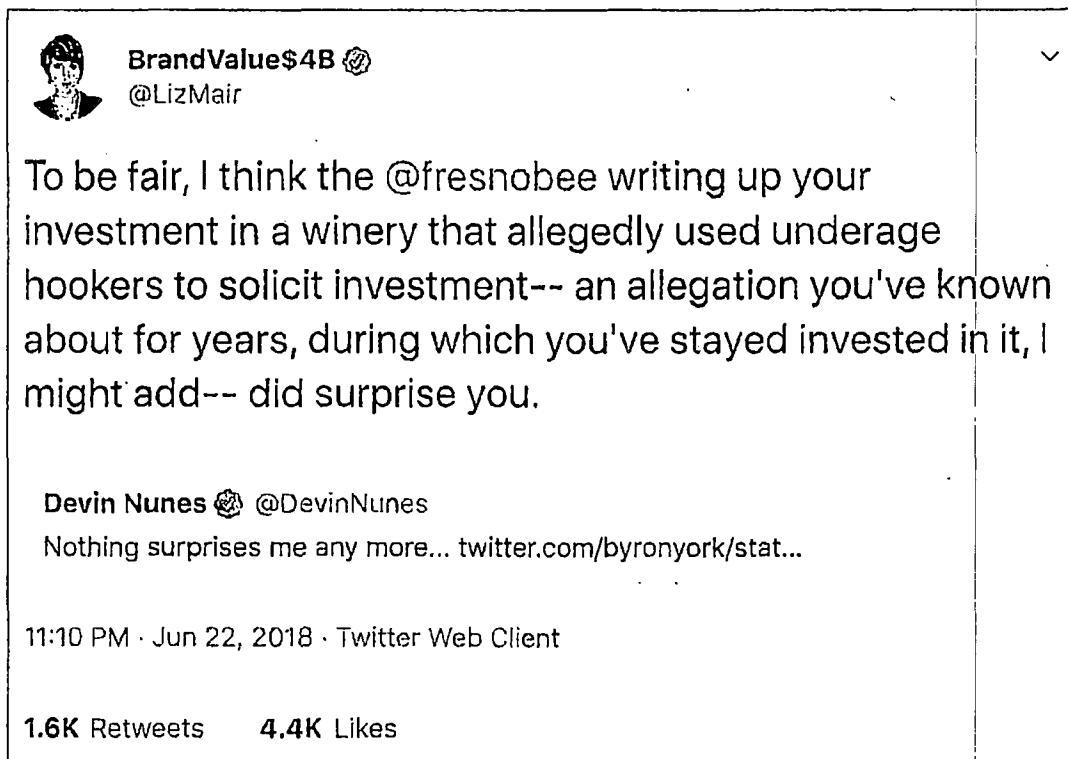 BrandValue$4B
@LizMair
To be fair, I think the @fresnobee writing up your
investment in a winery that allegedly used underage
hookers to solicit investment-- an allegation you've known
about for years, during which you've stayed invested in it, I
might add-- did surprise you.
Devin Nunes @DevinNunes
Nothing surprises me any more... twitter.com/byronyork/stat...
11:10 PM · Jun 22, 2018 · Twitter Web Client
1.6K Retweets 4.4K Likes